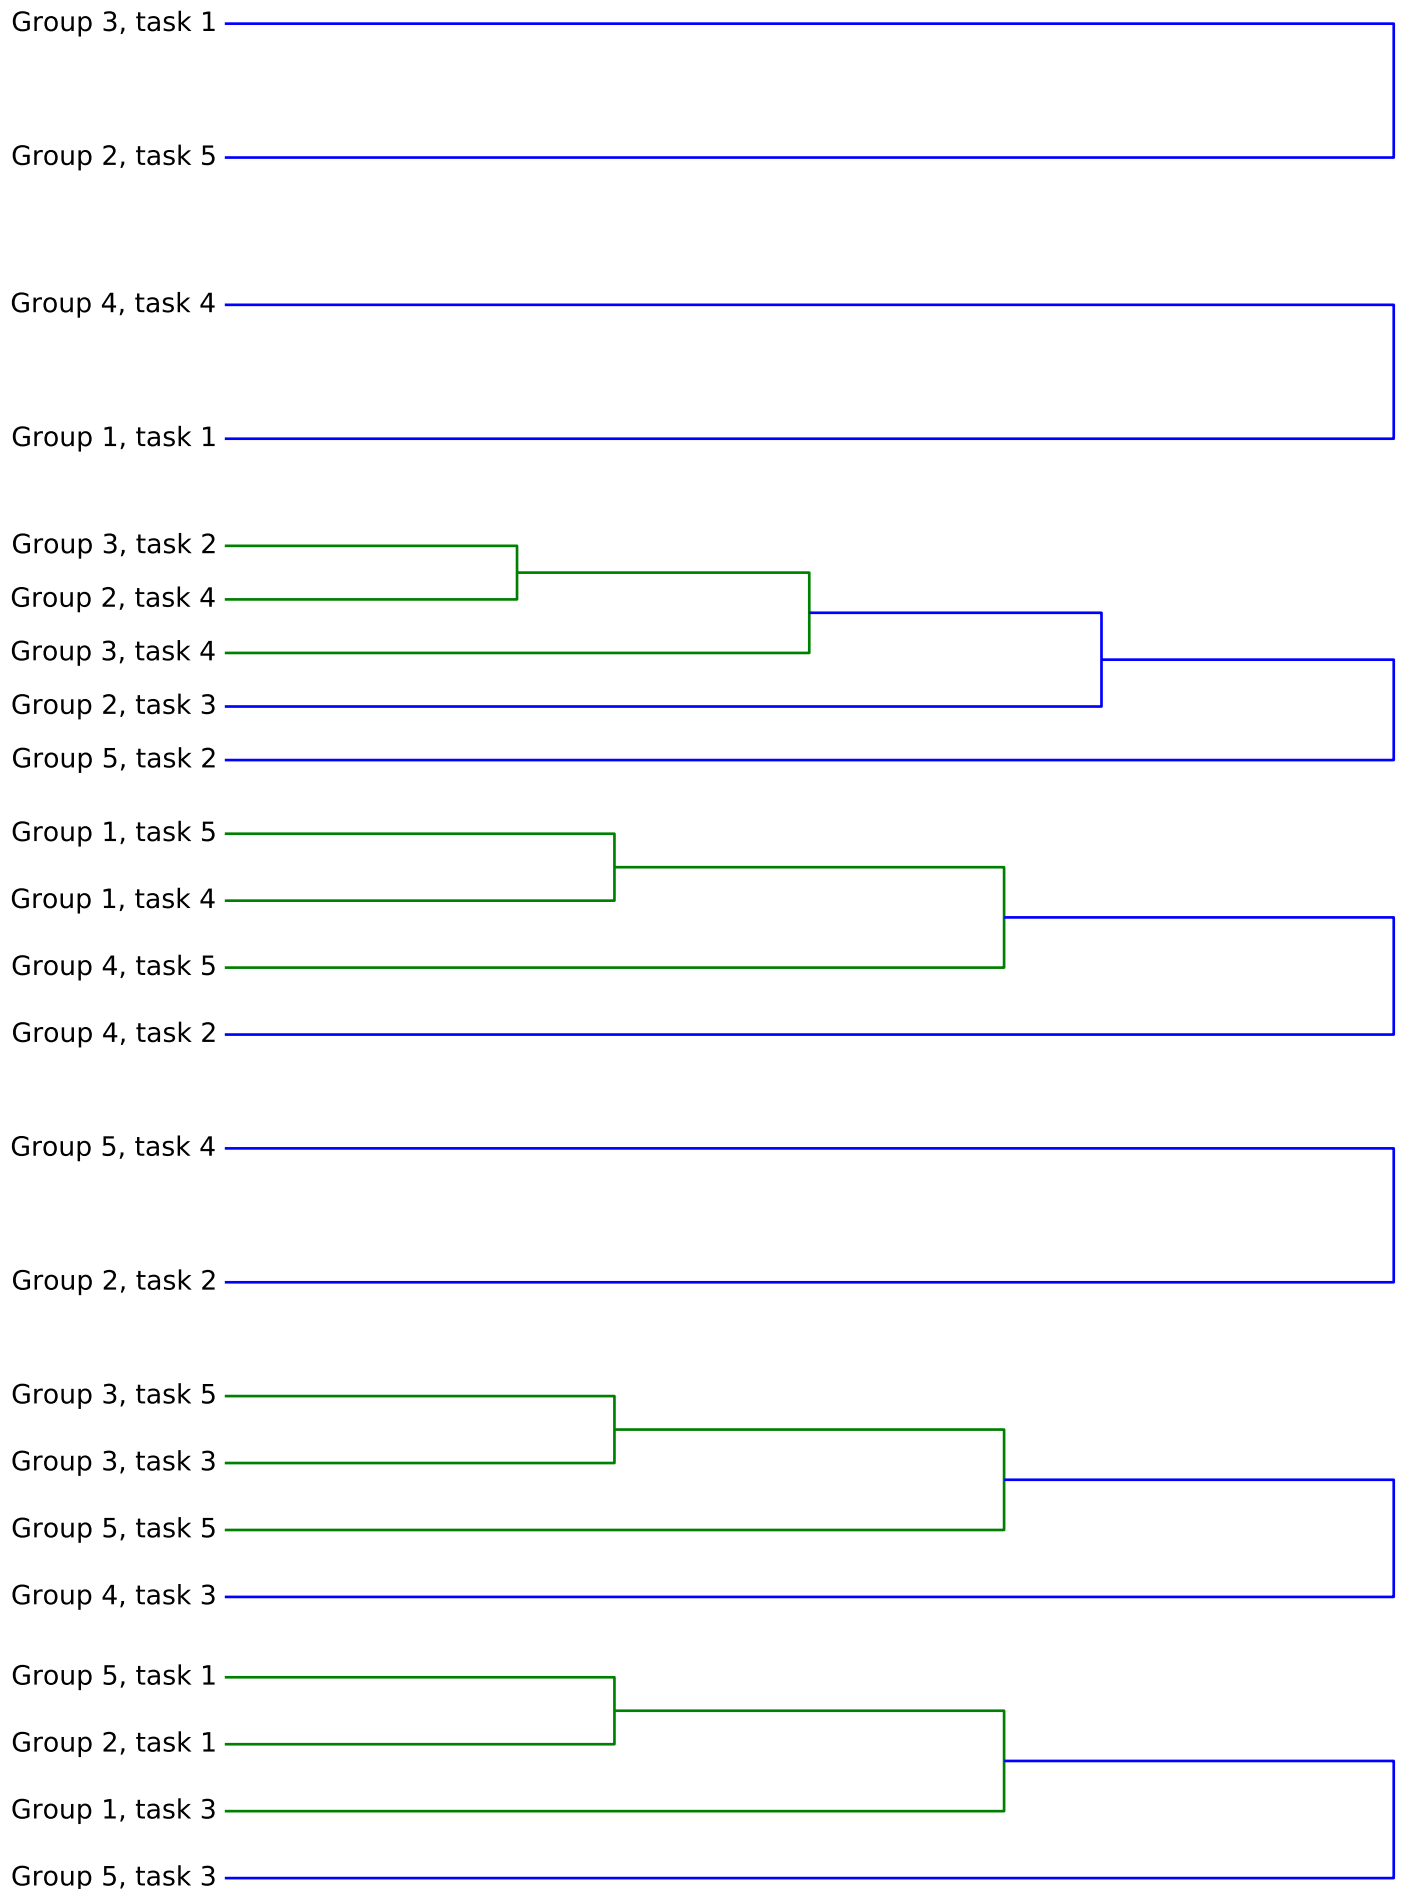 Group 3, task 1
Group 2, task 5
Group 4, task 4
Group 1, task 1
Group 3, task 2
Group 2, task 4
Group 3, task 4
Group 2, task 3
Group 5, task 2
Group 1, task 5
Group 1, task 4
Group 4, task 5
Group 4, task 2
Group 5, task 4
Group 2, task 2
Group 3, task 5
Group 3, task 3
Group 5, task 5
Group 4, task 3
Group 5, task 1
Group 2, task 1
Group 1, task 3
Group 5, task 3